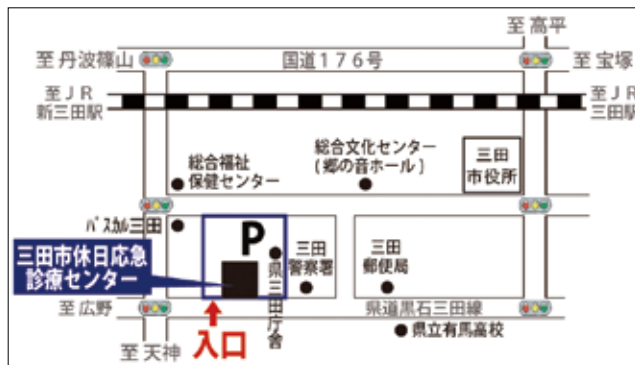 至 高平
至 丹波篠山
国道１７６号
至 宝塚
至ＪＲ
新三田駅
至ＪＲ
三田駅
総合福祉
保健センター
総合文化センター
(郷の音ホール)
三田
市役所
パスカル三田
P
県三田庁舎
三田
警察署
三田
郵便局
三田市休日応急
診療センター
至 広野
県道黒石三田線
入口
県立有馬高校
至 天神